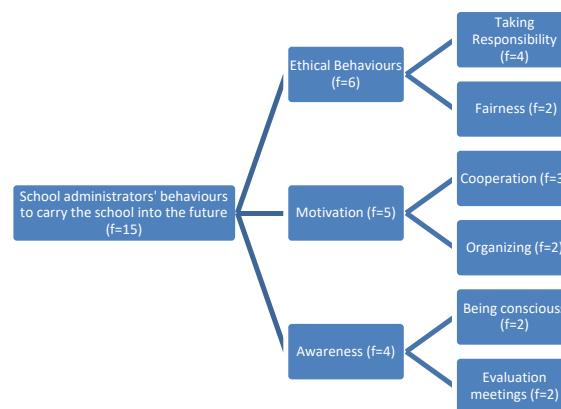 School administrators' behaviours
to carry the school into the future
(f=15)
Ethical Behaviours
(f=6)
Taking
Responsibility
(f=4)
Fairness (f=2)
Motivation (f=5)
Cooperation (f=3
Organizing (f=2)
Awareness (f=4)
Being conscious
(f=2)
Evaluation
meetings (f=2)